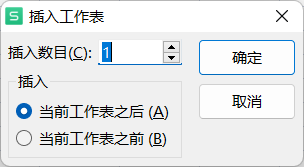 S 插入工作表
插入数目(C): 1
确定
取消
插入
当前工作表之后 (A)
当前工作表之前 (B)